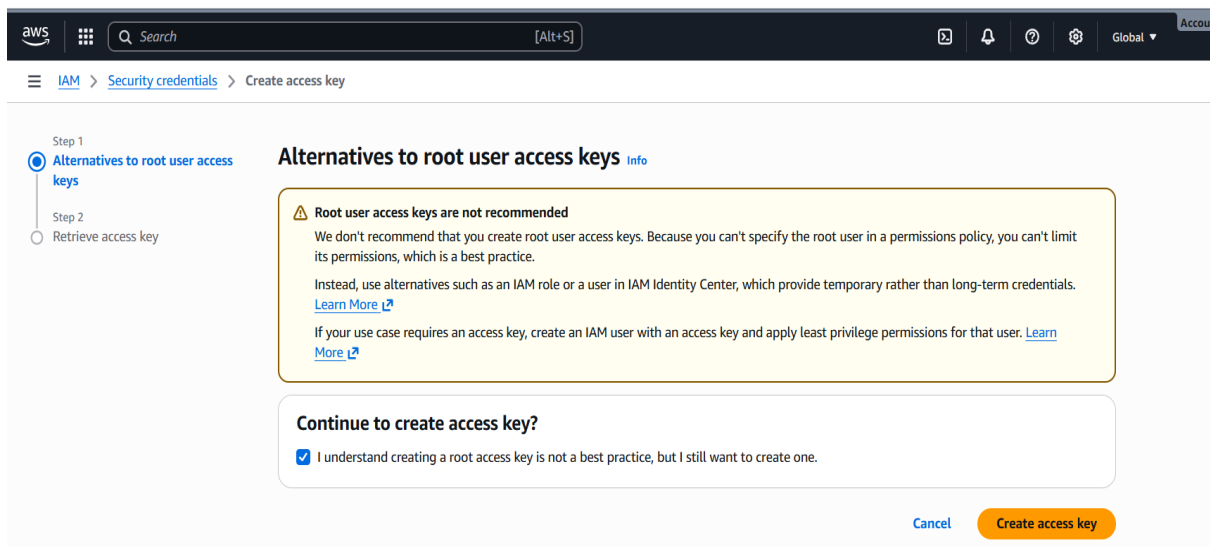 aws
Search
[Alt+S]
Global
Accou
IAM > Security credentials > Create access key
Step 1
Alternatives to root user access
keys
Step 2
Retrieve access key
Alternatives to root user access keys Info
Root user access keys are not recommended
We don't recommend that you create root user access keys. Because you can't specify the root user in a permissions policy, you can't limit
its permissions, which is a best practice.
Instead, use alternatives such as an IAM role or a user in IAM Identity Center, which provide temporary rather than long-term credentials.
Learn More
If your use case requires an access key, create an IAM user with an access key and apply least privilege permissions for that user. Learn
More
Continue to create access key?
I understand creating a root access key is not a best practice, but I still want to create one.
Cancel
Create access key